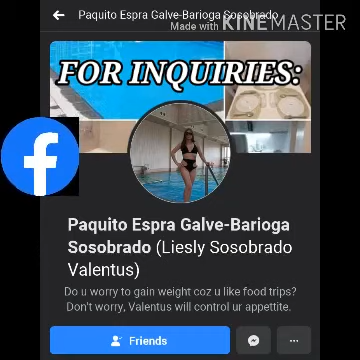 Paquito Espra Galve-Barioga Sosobrado
Made with KINEMASTER
FOR INQUIRIES:
f
Paquito Espra Galve-Barioga
Sosobrado (Liesly Sosobrado
Valentus)
Do u worry to gain weight coz u like food trips?
Don't worry, Valentus will control ur appettite.
Friends